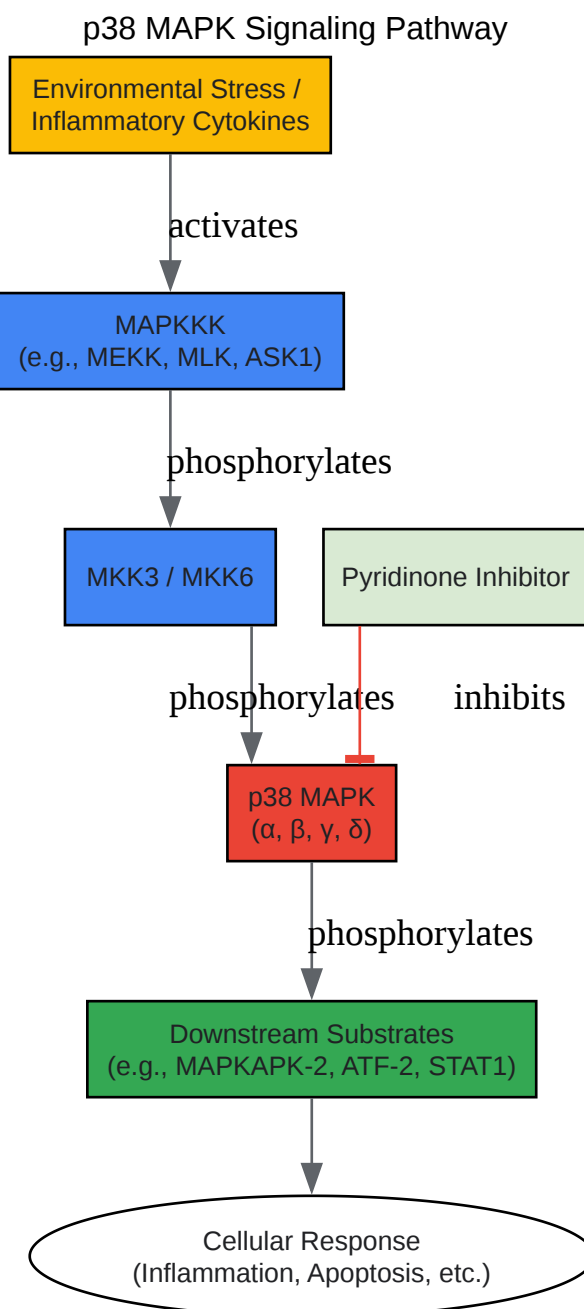 p38 MAPK Signaling Pathway
Environmental Stress /
Inflammatory Cytokines
activates
MAPKKK
(e.g., MEKK, MLK, ASK1)
phosphorylates
MKK3 / MKK6
Pyridinone Inhibitor
phosphorylates
inhibits
p38 MAPK
(α, β, γ, δ)
phosphorylates
Downstream Substrates
(e.g., MAPKAPK-2, ATF-2, STAT1)
Cellular Response
(Inflammation, Apoptosis, etc.)